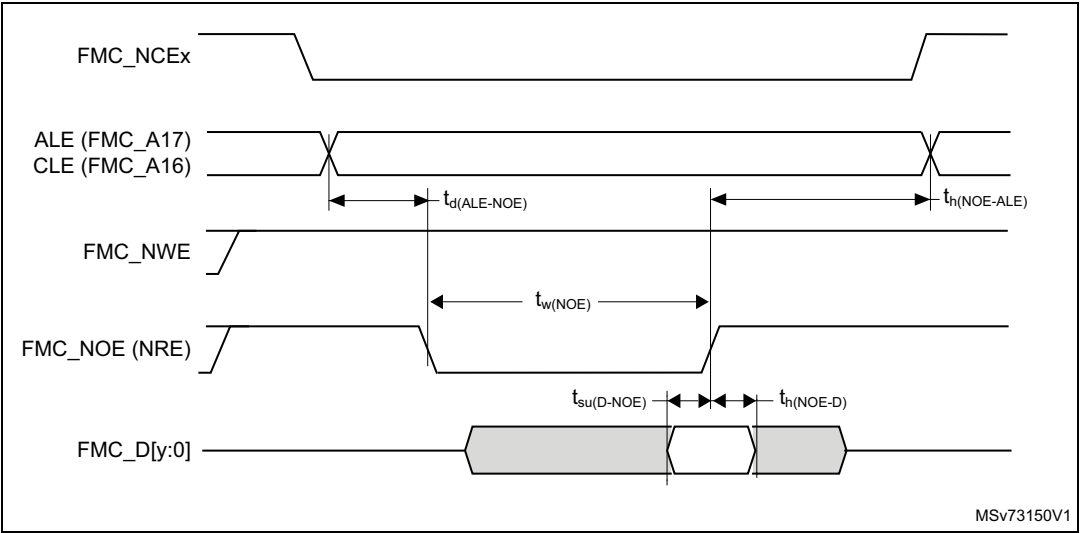 FMC_NCEx
ALE (FMC_A17)
CLE (FMC_A16)
td(ALE-NOE)
th(NOE-ALE)
FMC_NWE
tw(NOE)
FMC_NOE (NRE)
tsu(D-NOE)
th(NOE-D)
FMC_D[y:0]
MSv73150V1